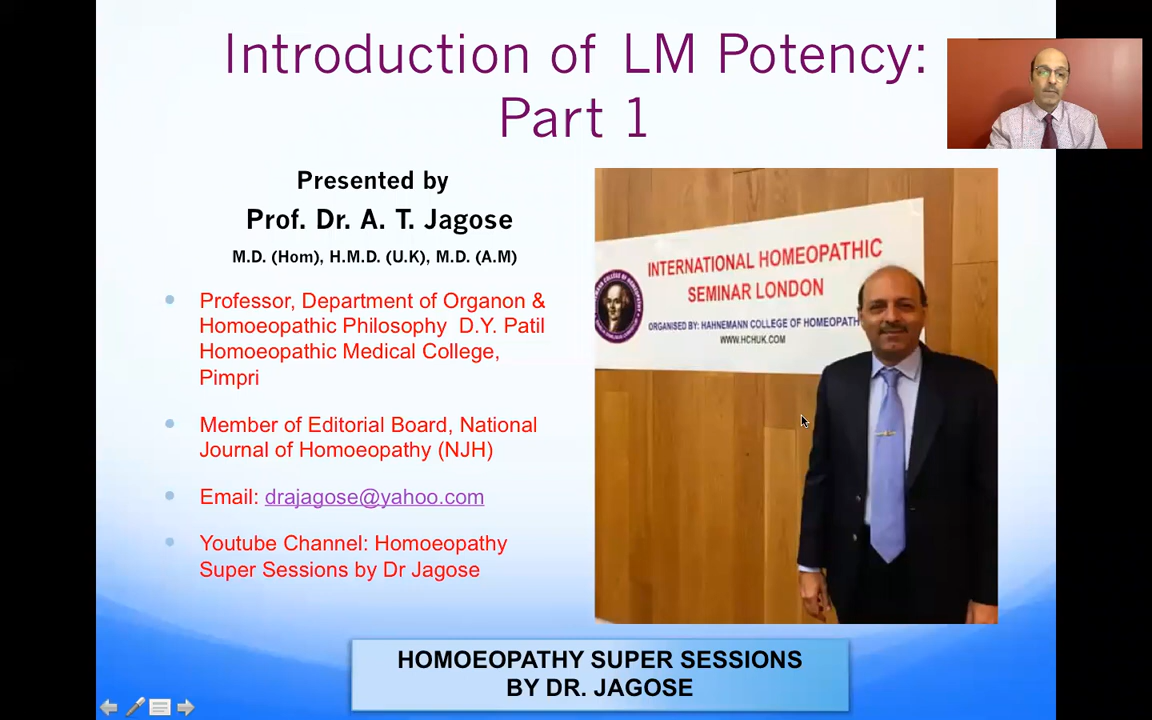 Introduction of LM Potency:
Part 1
Presented by
Prof. Dr. A. T. Jagose
M.D. (Hom), H.M.D. (U.K), M.D. (A.M)
Professor, Department of Organon &
Homoeopathic Philosophy D.Y. Patil
Homoeopathic Medical College,
Pimpri
Member of Editorial Board, National
Journal of Homoeopathy (NJH)
Email: drajagose@yahoo.com
Youtube Channel: Homoeopathy
Super Sessions by Dr Jagose
INTERNATIONAL HOMEOPATHIC
SEMINAR LONDON
ORGANISED BY: HAHNEMANN COLLEGE OF HOMEOPATH
WWW.HCHUK.COM
HOMOEOPATHY SUPER SESSIONS
BY DR. JAGOSE